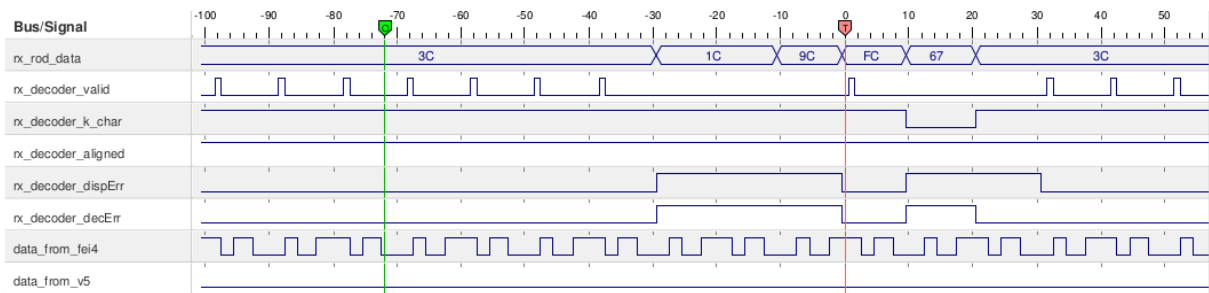 -100 -90 -80 -70 -60 -50 -40 -30 -20 -10 0 10 20 30 40 50
Bus/Signal O T
rx_rod_data 3C 1C 9C FC 67 3C
rx_decoder_valid
rx_decoder_k_char
rx_decoder_aligned
rx_decoder_dispErr
rx_decoder_decErr
data_from_fei4
data_from_v5